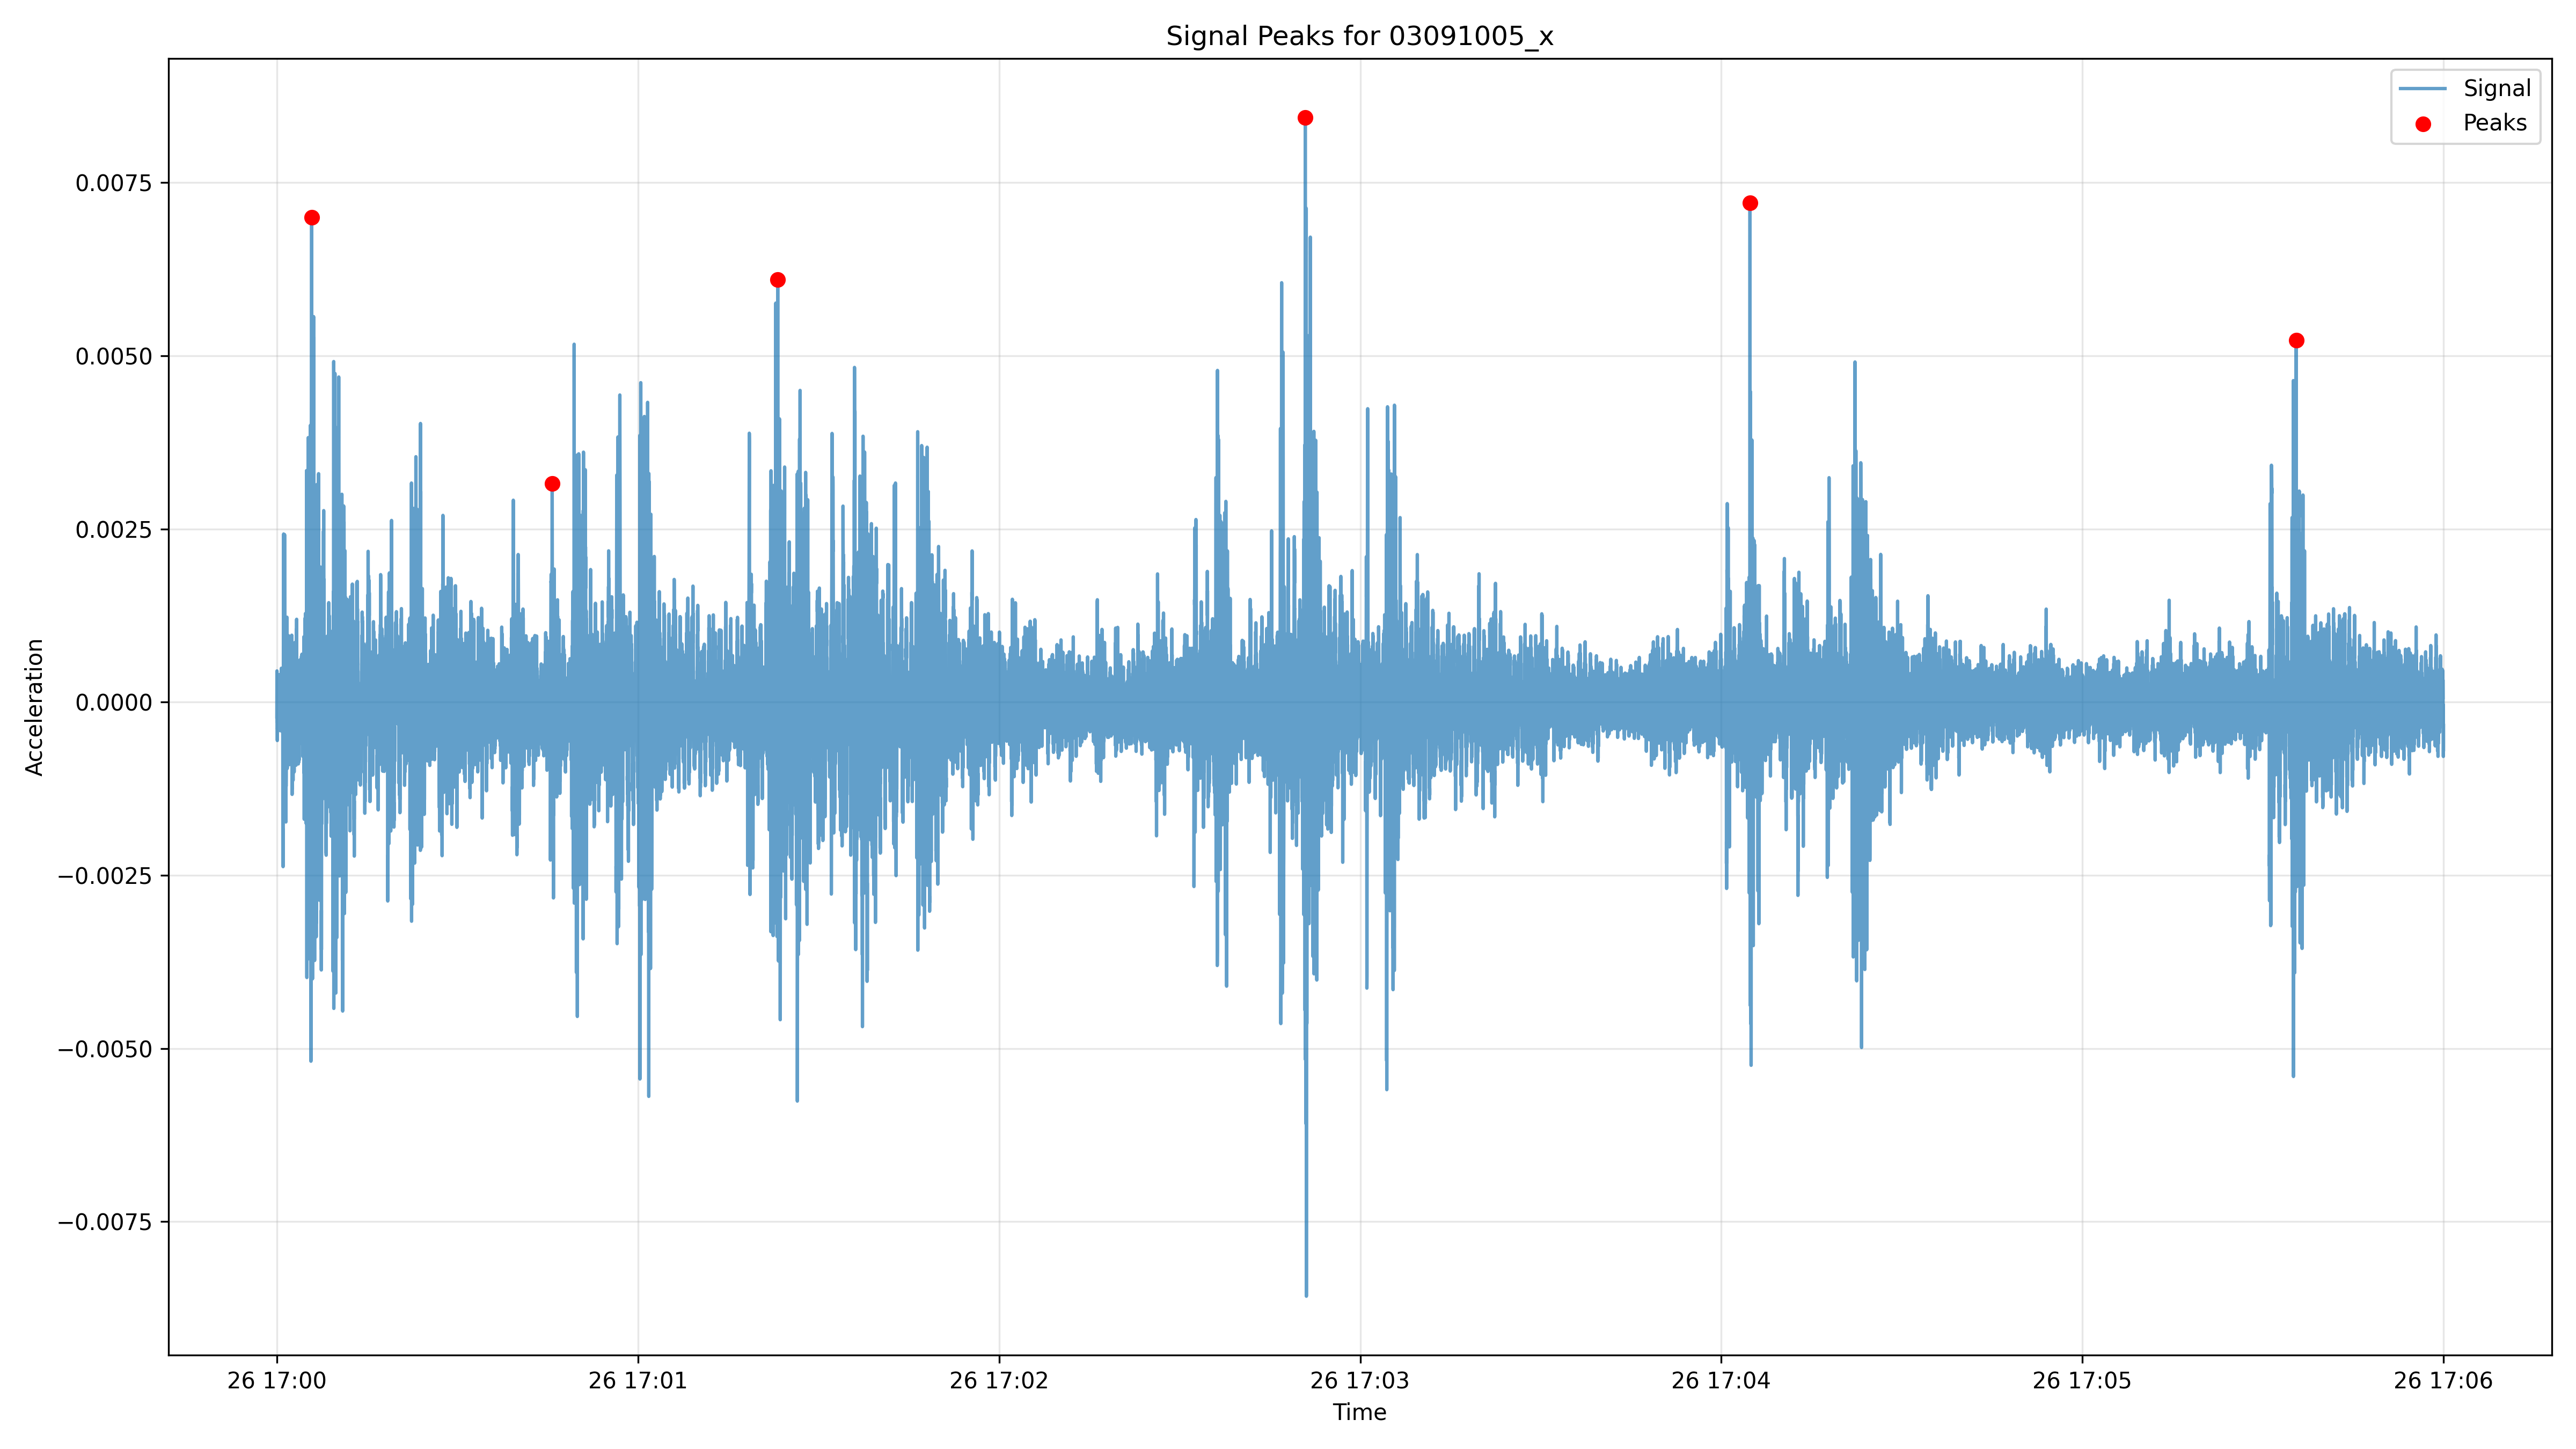 Signal Peaks for 03091005_x
Signal
Peaks
0.0075
0.0050
0.0025
0.0000
−0.0025
−0.0050
−0.0075
Acceleration
26 17:00
26 17:01
26 17:02
26 17:03
26 17:04
26 17:05
26 17:06
Time